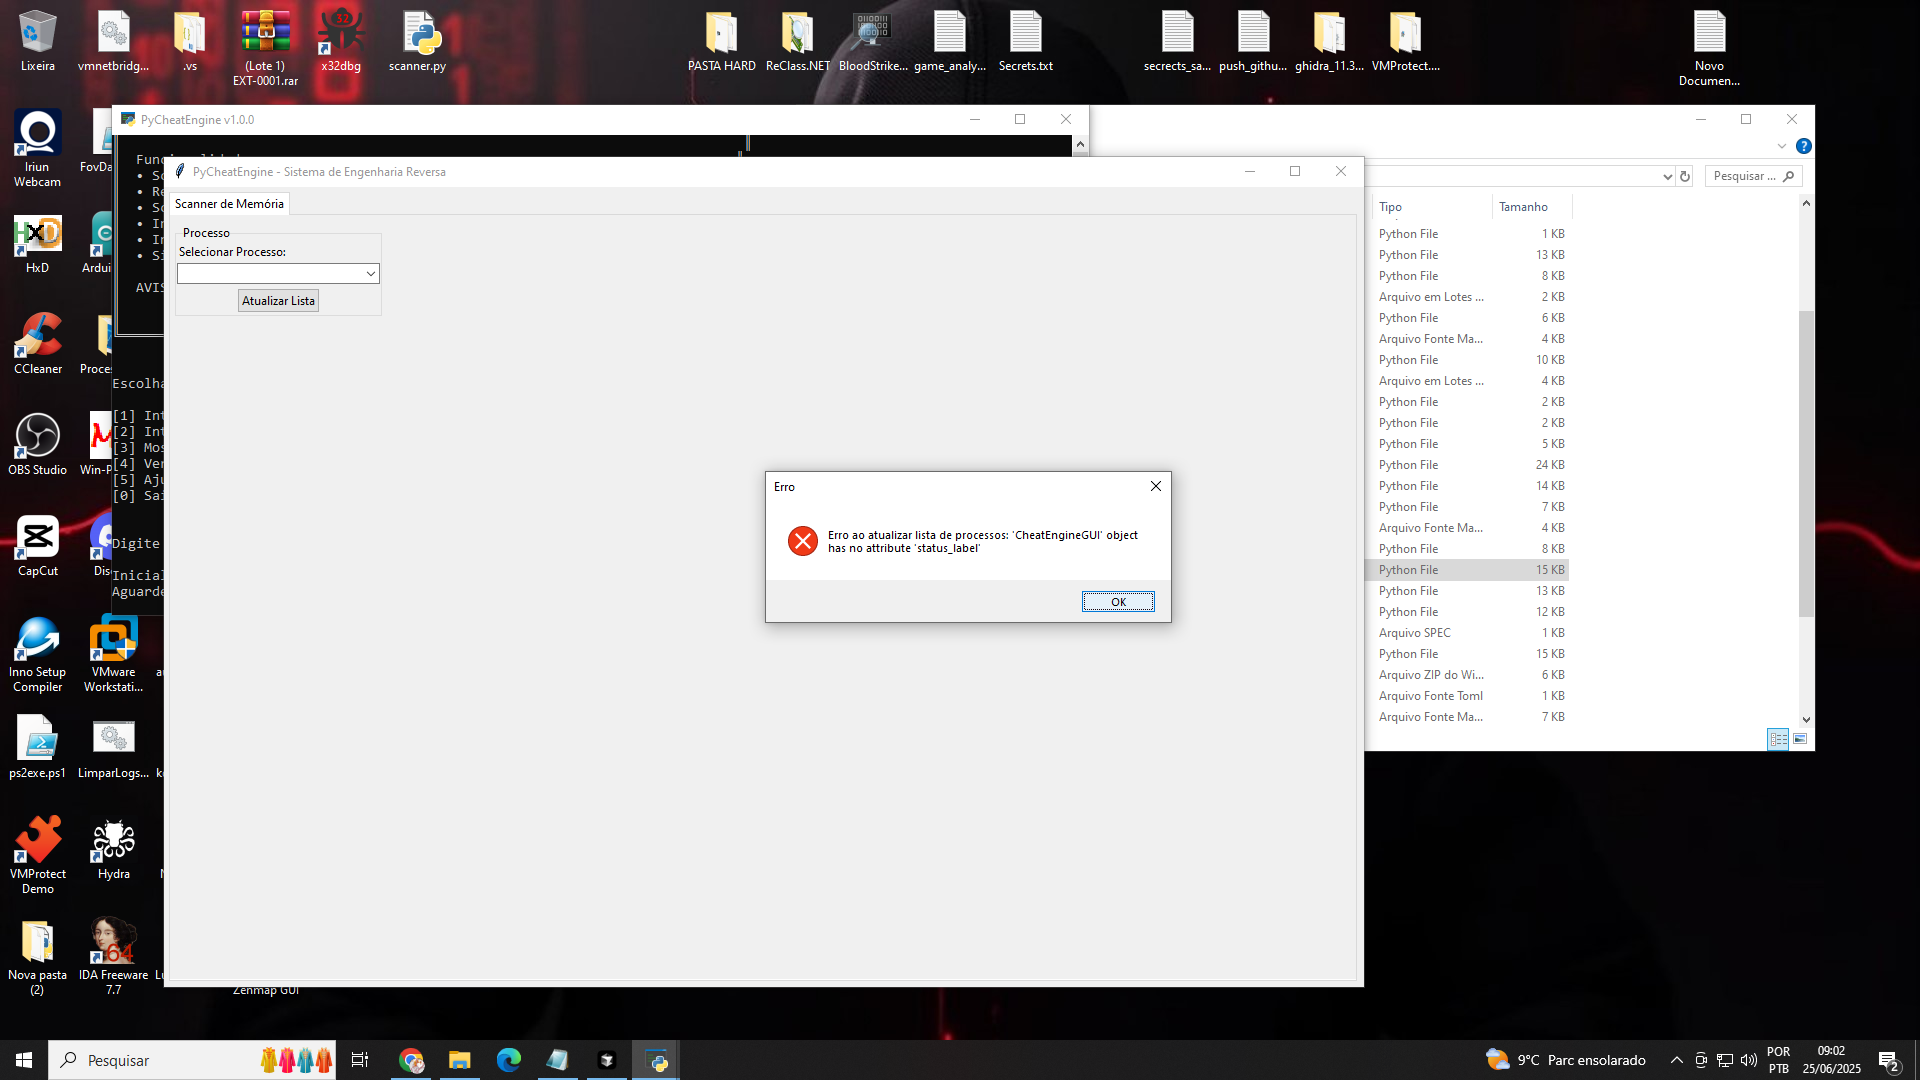 Lixeira
vmnetbridg...
.vs
(Lote 1)
EXT-0001.rar
x32dbg
scanner.py
PASTA HARD
ReClass.NET
BloodStrike...
game_analy...
Secrets.txt
secrects_sa...
push_githu...
ghidra_11.3...
VMProtect....
Novo
Documen...
Iriun
Webcam
FovDa
HxD
Ardui
CCleaner
Proces
OBS Studio
Win-P
CapCut
Dis
Inno Setup
Compiler
VMware
Workstati...
ps2exe.ps1
LimparLogs...
VMProtect
Demo
Hydra
Nova pasta
(2)
IDA Freeware
7.7
Zenmap GUI
PyCheatEngine v1.0.0
Func
• Sc
• Re
• Sc
• In
• In
• Si
AVIS
Escolha
[1] Int
[2] Int
[3] Mos
[4] Ver
[5] Aju
[0] Sai
Digite
Inicial
Aguarde
PyCheatEngine - Sistema de Engenharia Reversa
Scanner de Memória
Processo
Selecionar Processo:
Atualizar Lista
Erro
Erro ao atualizar lista de processos: 'CheatEngineGUI' object
has no attribute 'status_label'
OK
Pesquisar ...
Tipo Tamanho
Python File 1 KB
Python File 13 KB
Python File 8 KB
Arquivo em Lotes ... 2 KB
Python File 6 KB
Arquivo Fonte Ma... 4 KB
Python File 10 KB
Arquivo em Lotes ... 4 KB
Python File 2 KB
Python File 2 KB
Python File 5 KB
Python File 24 KB
Python File 14 KB
Python File 7 KB
Arquivo Fonte Ma... 4 KB
Python File 8 KB
Python File 15 KB
Python File 13 KB
Python File 12 KB
Arquivo SPEC 1 KB
Python File 15 KB
Arquivo ZIP do Wi... 6 KB
Arquivo Fonte Toml 1 KB
Arquivo Fonte Ma... 7 KB
Pesquisar
9°C Parc ensolarado
POR
PTB
09:02
25/06/2025
2